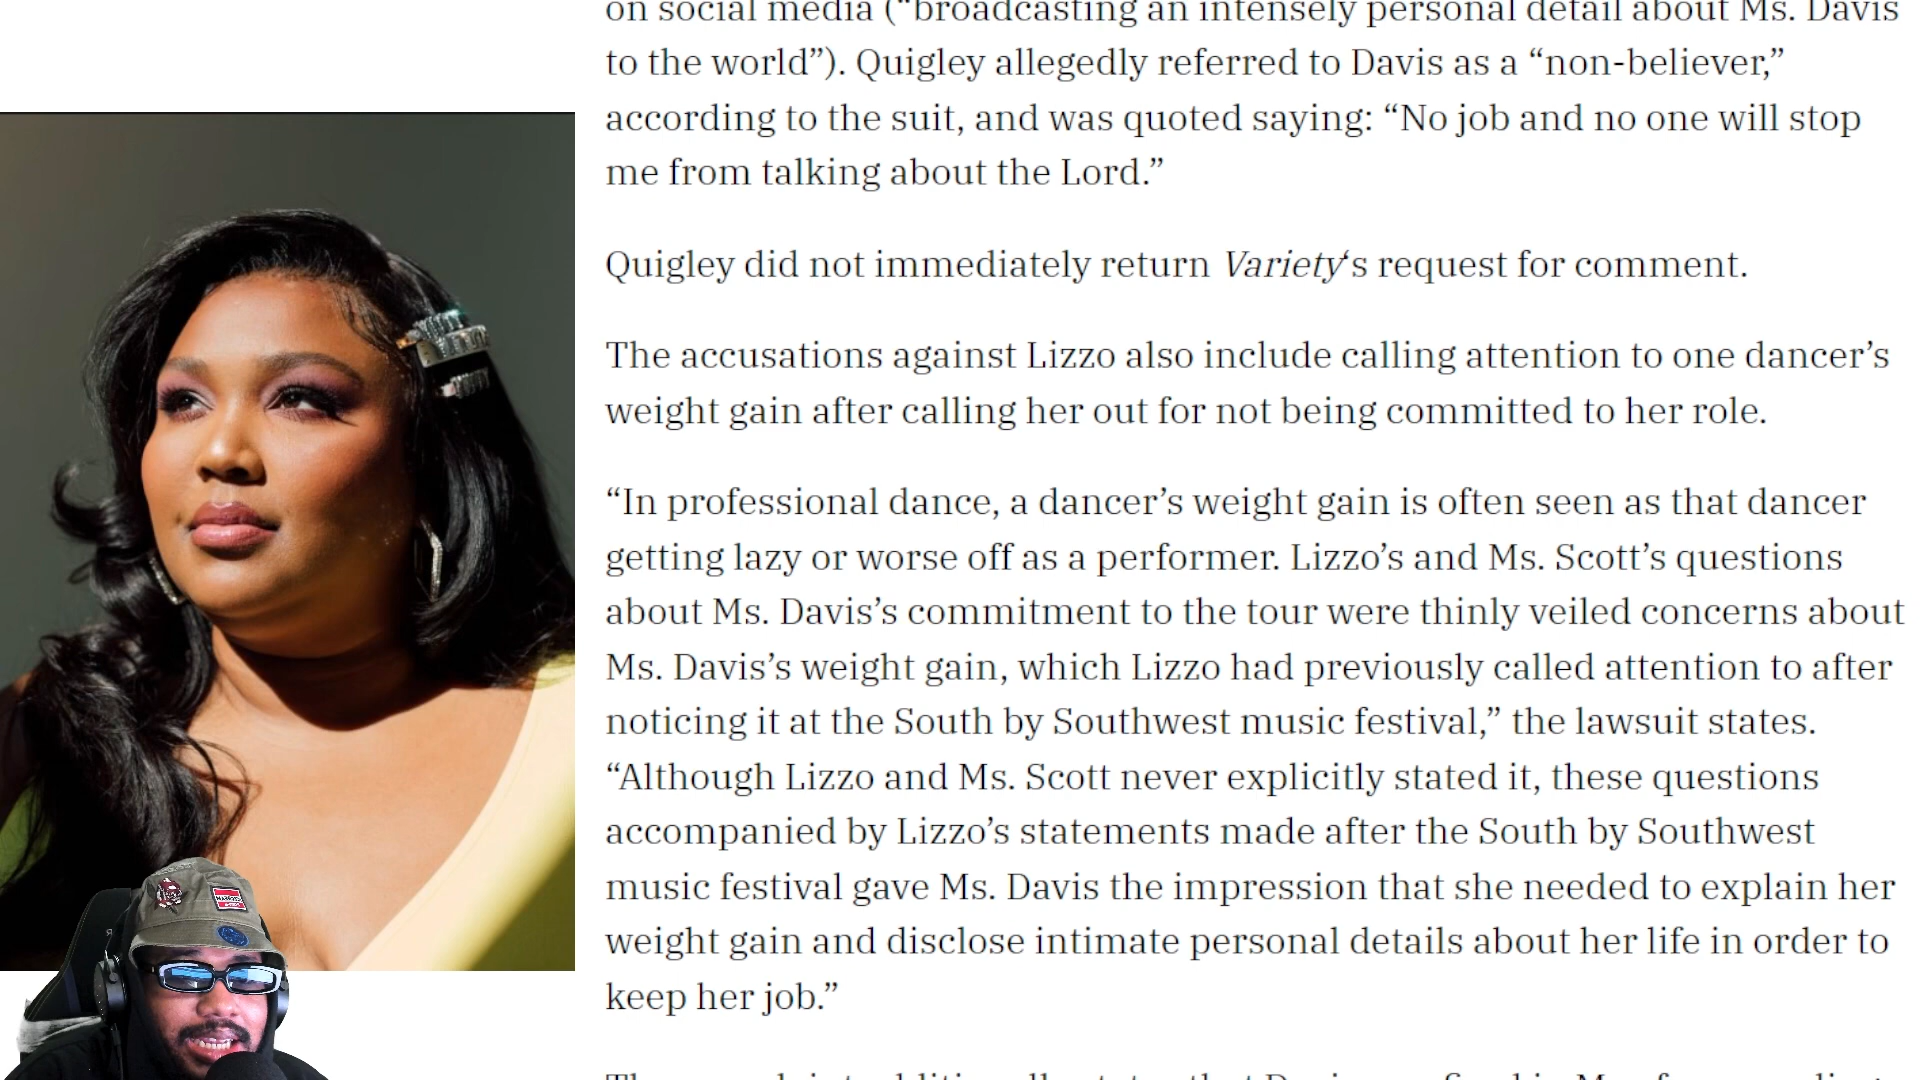 on social media (“broadcasting an intensely personal detail about Ms. Davis
to the world”). Quigley allegedly referred to Davis as a “non-believer,”
according to the suit, and was quoted saying: “No job and no one will stop
me from talking about the Lord.”
Quigley did not immediately return Variety‘s request for comment.
The accusations against Lizzo also include calling attention to one dancer’s
weight gain after calling her out for not being committed to her role.
“In professional dance, a dancer’s weight gain is often seen as that dancer
getting lazy or worse off as a performer. Lizzo’s and Ms. Scott’s questions
about Ms. Davis’s commitment to the tour were thinly veiled concerns about
Ms. Davis’s weight gain, which Lizzo had previously called attention to after
noticing it at the South by Southwest music festival,” the lawsuit states.
“Although Lizzo and Ms. Scott never explicitly stated it, these questions
accompanied by Lizzo’s statements made after the South by Southwest
music festival gave Ms. Davis the impression that she needed to explain her
weight gain and disclose intimate personal details about her life in order to
keep her job.”